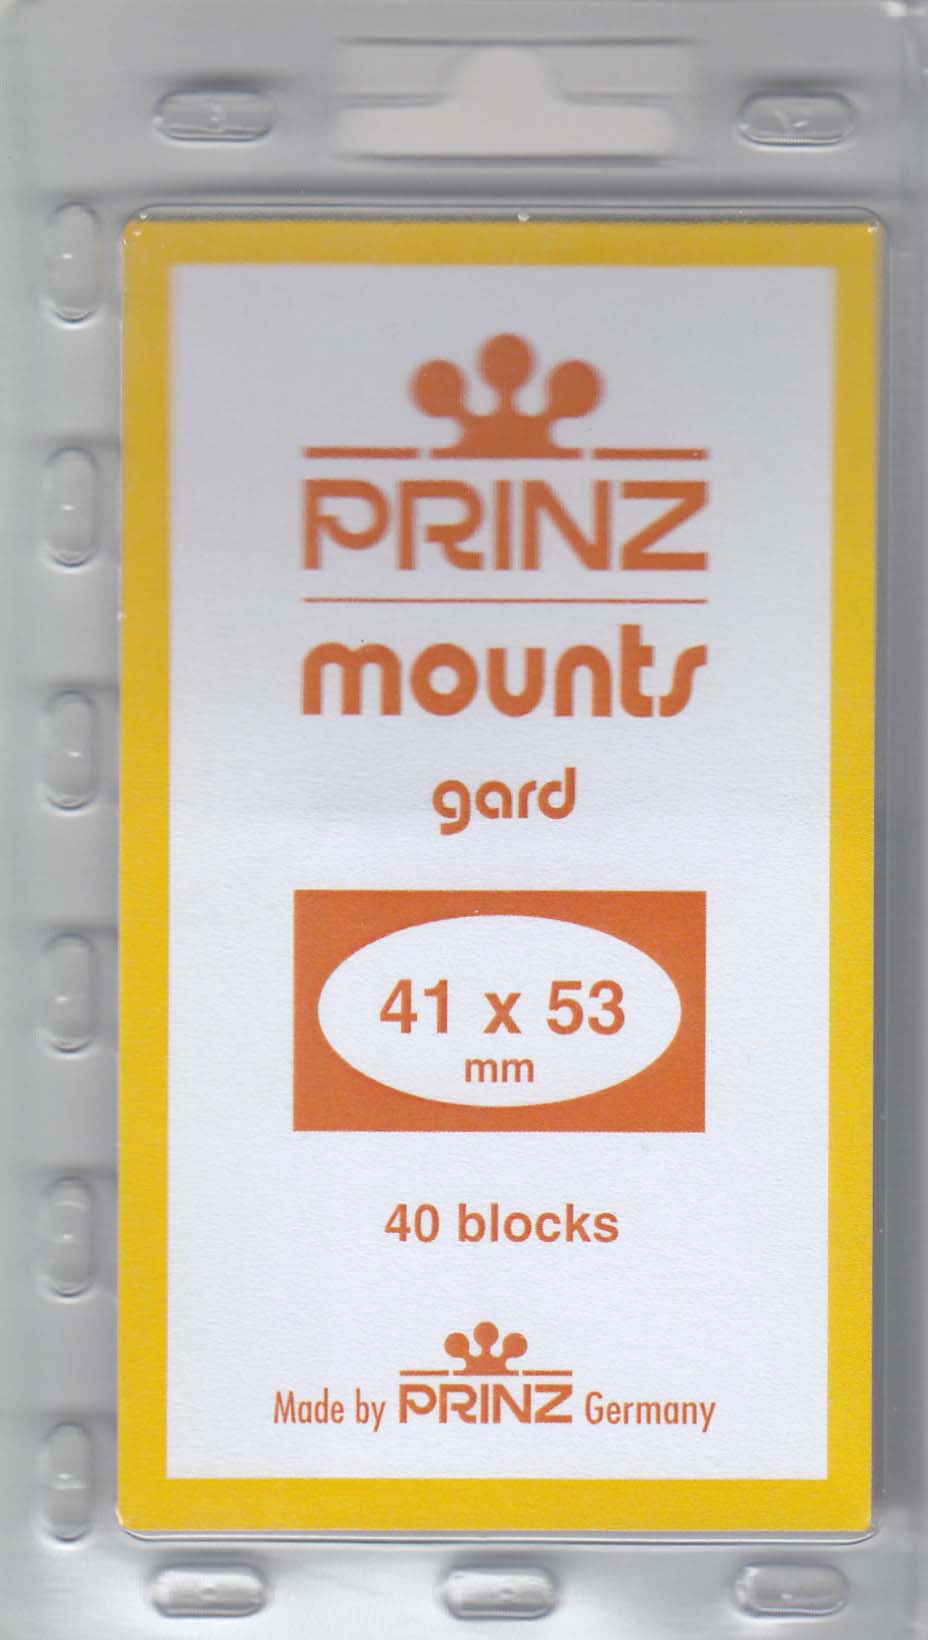 PRINZ
mounts
gard
41 x 53
mm
40 blocks
Made by PRINZ Germany